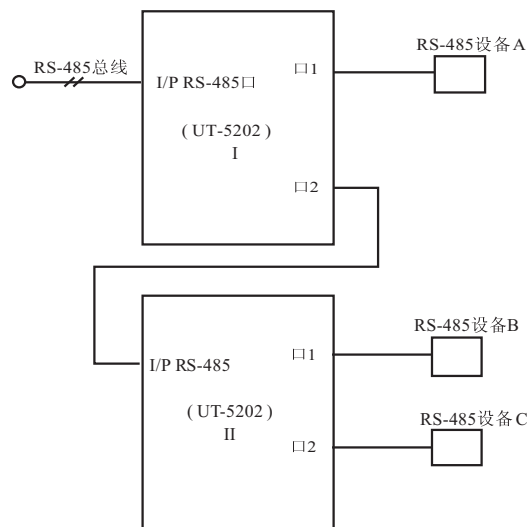 RS-485总线
I/P RS-485口
(UT-5202)
I
口1
口2
RS-485设备A
I/P RS-485
(UT-5202)
II
口1
口2
RS-485设备B
RS-485设备C